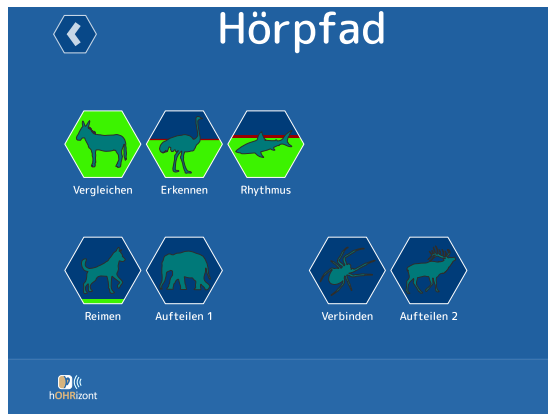 Hörpfad
Vergleichen Erkennen Rhythmus
Reimen Aufteilen 1 Verbinden Aufteilen 2
hOHRizont